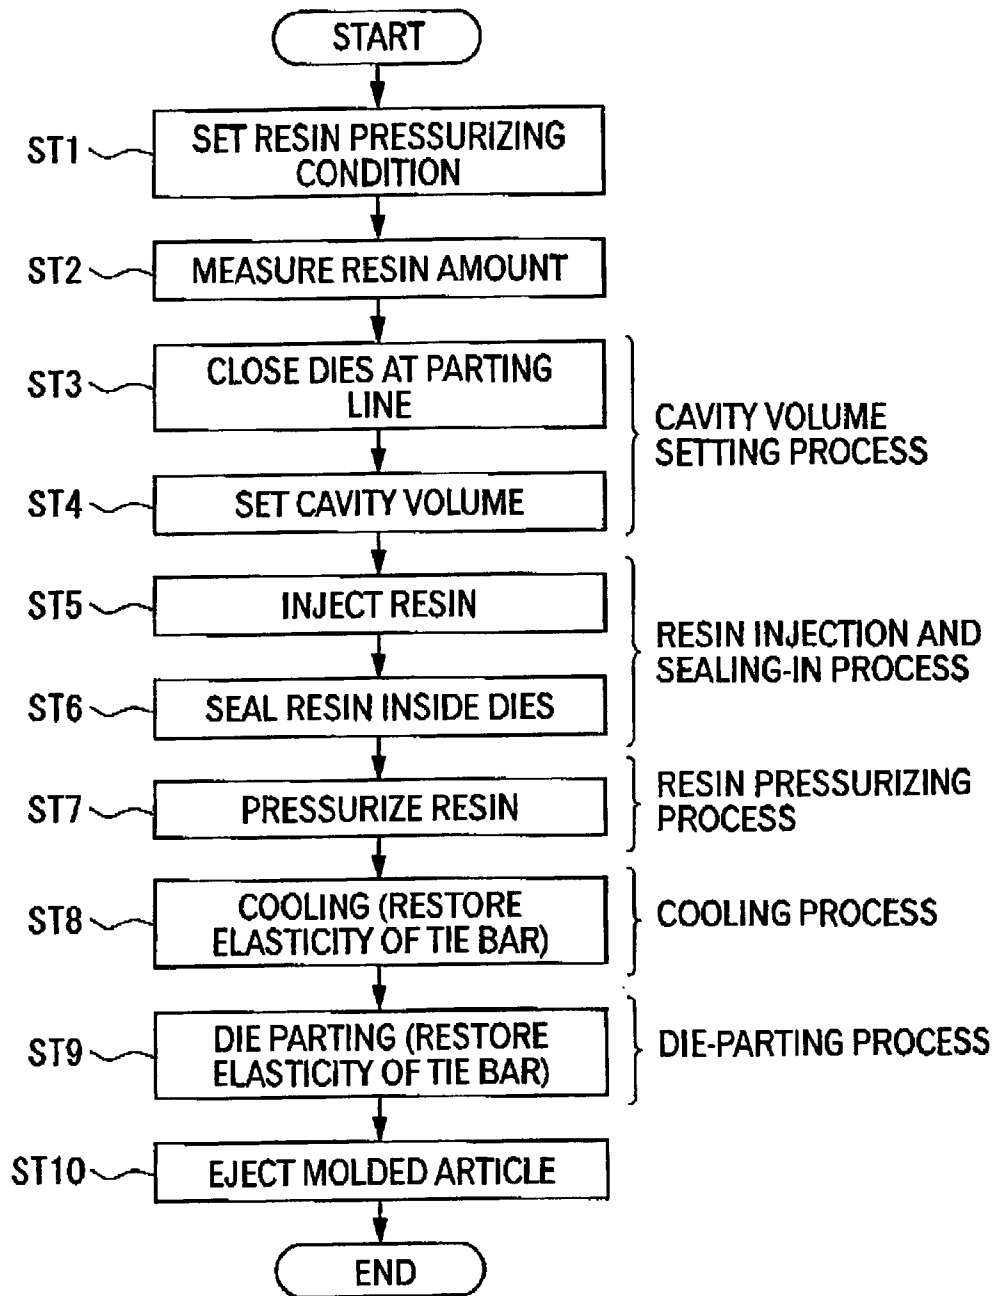 START
ST1
SET RESIN PRESSURIZING
CONDITION
ST2
MEASURE RESIN AMOUNT
ST3
CLOSE DIES AT PARTING
LINE
CAVITY VOLUME
SETTING PROCESS
ST4
SET CAVITY VOLUME
ST5
INJECT RESIN
RESIN INJECTION AND
SEALING-IN PROCESS
ST6
SEAL RESIN INSIDE DIES
ST7
PRESSURIZE RESIN
RESIN PRESSURIZING
PROCESS
ST8
COOLING (RESTORE
ELASTICITY OF TIE BAR)
COOLING PROCESS
ST9
DIE PARTING (RESTORE
ELASTICITY OF TIE BAR)
DIE-PARTING PROCESS
ST10
EJECT MOLDED ARTICLE
END